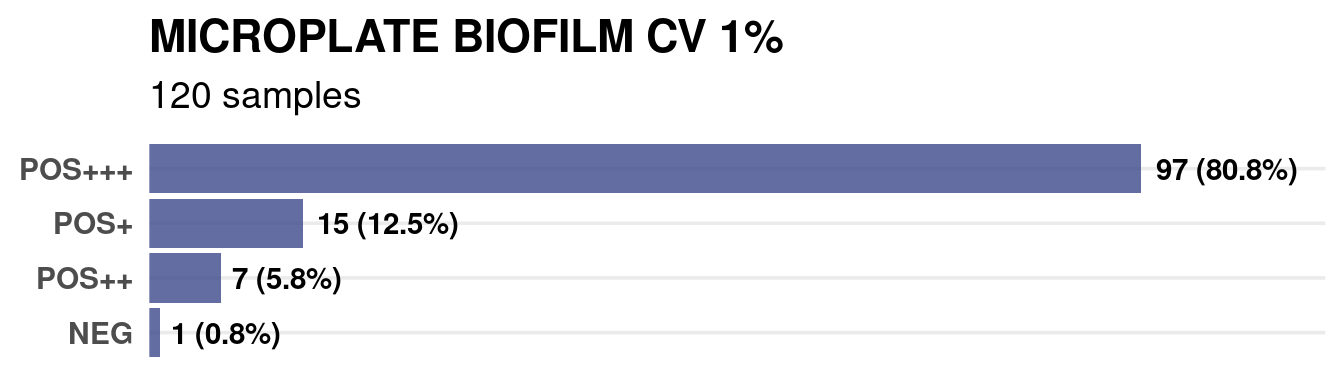 MICROPLATE BIOFILM CV 1%
120 samples
POS+++ 97 (80.8%)
POS+ 15 (12.5%)
POS++ 7 (5.8%)
NEG 1 (0.8%)